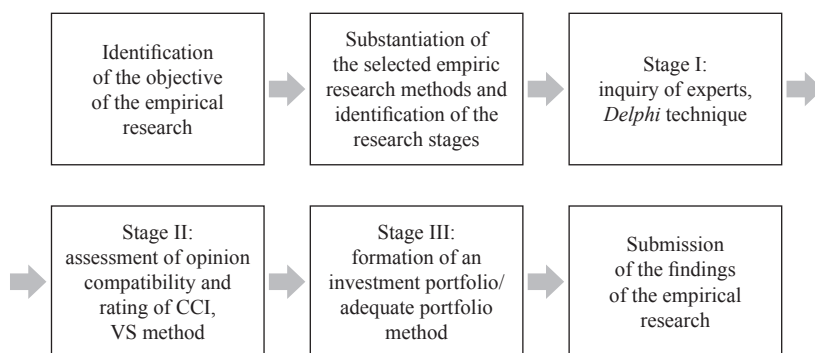 Identification
of the objective
of the empirical
research
Substantiation of
the selected empiric
research methods and
identification of the
research stages
Stage I:
inquiry of experts,
Delphi technique
Stage II:
assessment of opinion
compatibility and
rating of CCI,
VS method
Stage III:
formation of an
investment portfolio/
adequate portfolio
method
Submission
of the findings
of the empirical
research